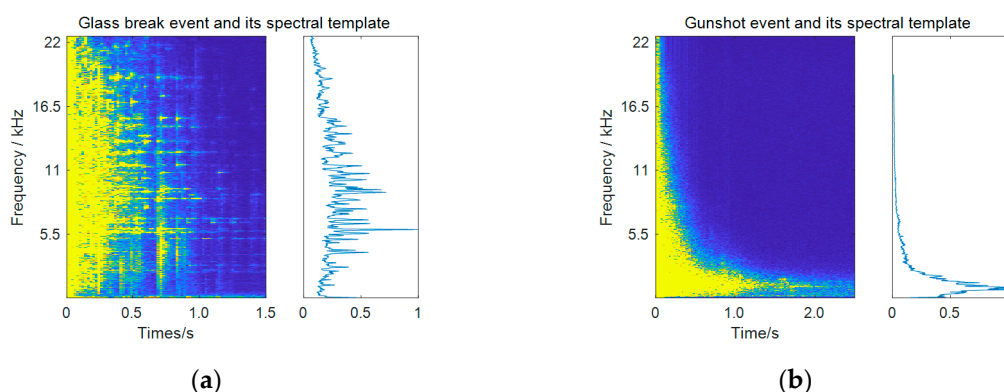 Glass break event and its spectral template
Frequency / kHz
22
16.5
11
5.5
0 0.5 1.0 1.5
Times/s
0 0.5 1
(a)
Gunshot event and its spectral template
Frequency / kHz
22
16.5
11
5.5
0 1.0 2.0
Time/s
0 0.5
(b)